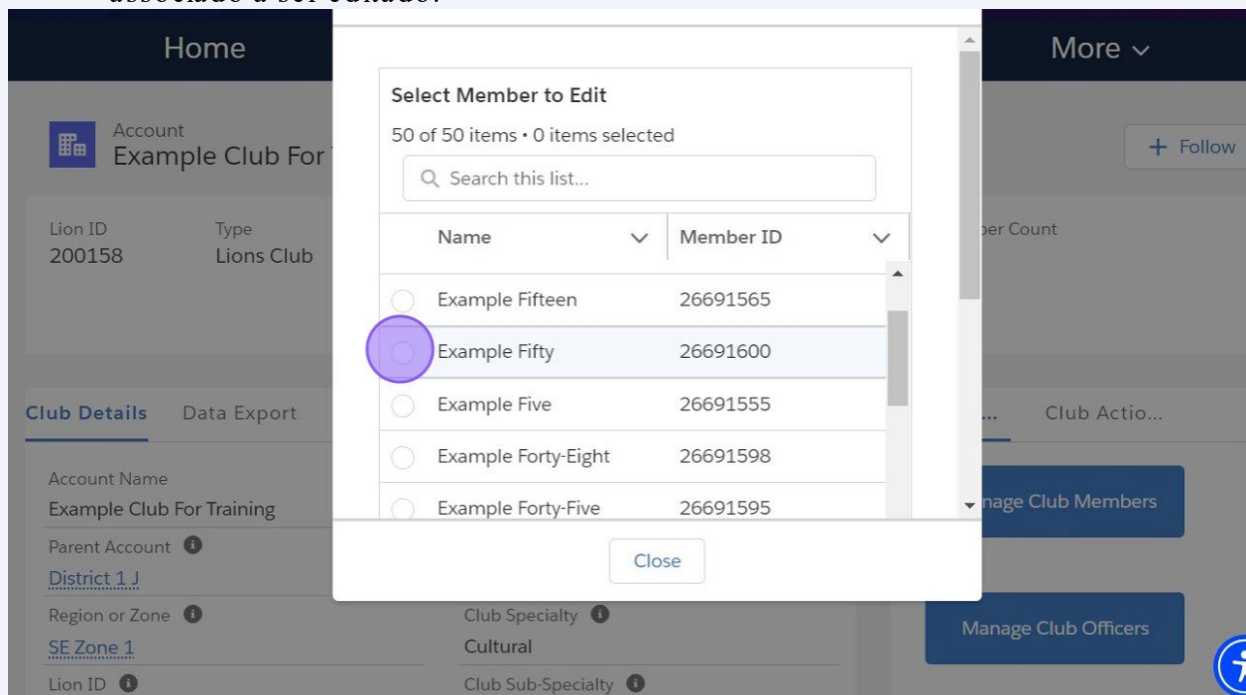 associado a ser editado.
Home
More
Account
Example Club For
+ Follow
Lion ID
200158
Type
Lions Club
Select Member to Edit
50 of 50 items • 0 items selected
Search this list...
Name
Member ID
Example Fifteen 26691565
Example Fifty 26691600
Example Five 26691555
Example Forty-Eight 26691598
Example Forty-Five 26691595
Close
Count
Club Details
Data Export
...
Club Actio...
Account Name
Example Club For Training
Parent Account
District 1 J
Region or Zone
SE Zone 1
Lion ID
Club Specialty
Cultural
Club Sub-Specialty
Club Members
Manage Club Officers